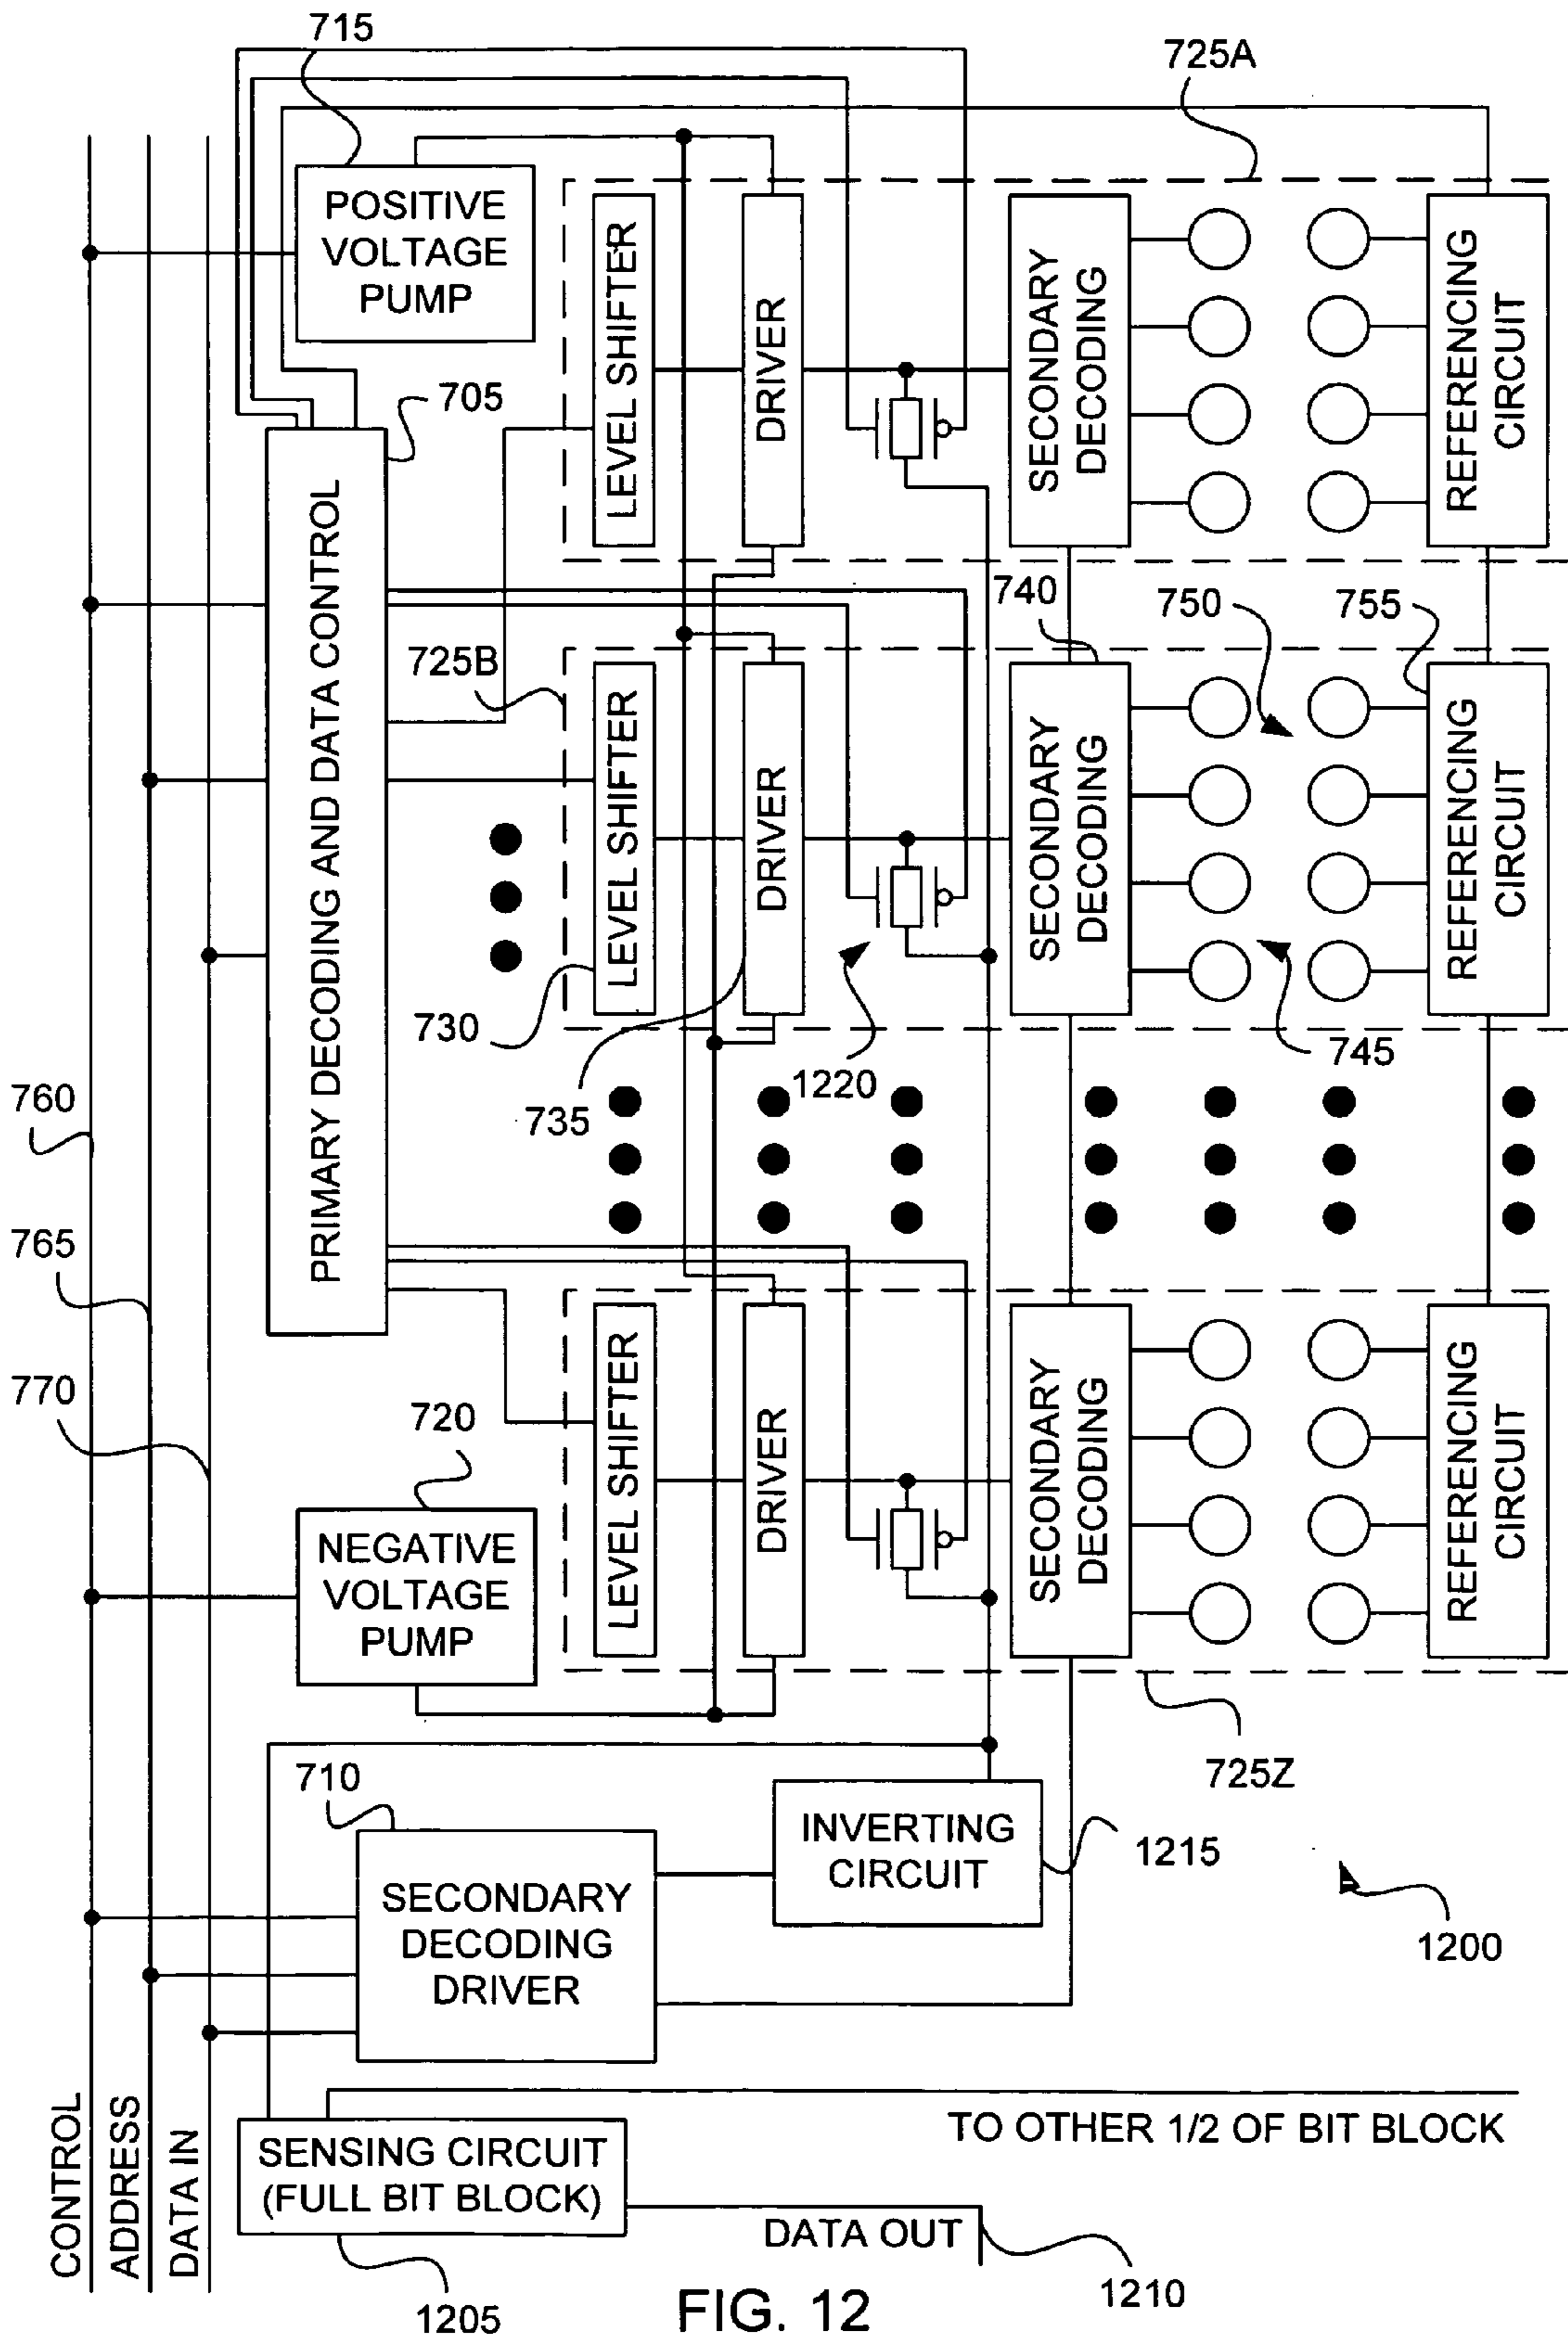 715
725A
POSITIVE
VOLTAGE
PUMP
LEVEL SHIFTER
DRIVER
SECONDARY
DECODING
REFERENCING
CIRCUIT
705
PRIMARY DECODING AND DATA CONTROL
740
750
755
725B
LEVEL SHIFTER
DRIVER
SECONDARY
DECODING
REFERENCING
CIRCUIT
730
735
1220
745
760
765
770
720
LEVEL SHIFTER
DRIVER
SECONDARY
DECODING
REFERENCING
CIRCUIT
NEGATIVE
VOLTAGE
PUMP
710
725Z
INVERTING
CIRCUIT
1215
SECONDARY
DECODING
DRIVER
1200
CONTROL
ADDRESS
DATA IN
TO OTHER 1/2 OF BIT BLOCK
SENSING CIRCUIT
(FULL BIT BLOCK)
DATA OUT
1205
1210
FIG. 12